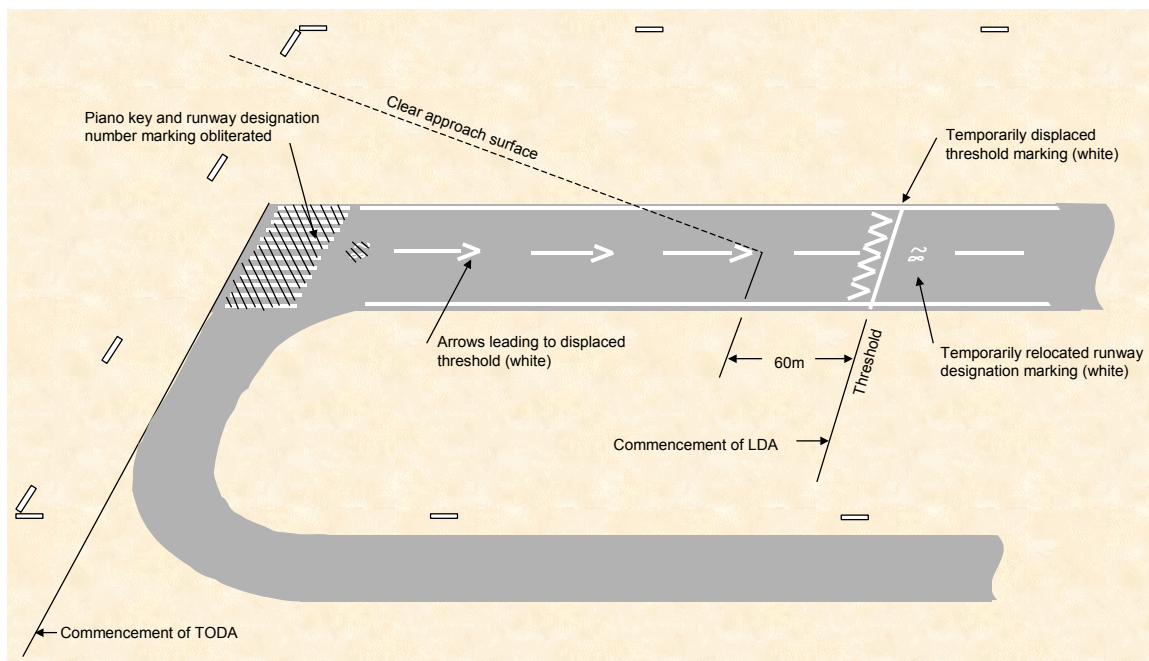 Clear approach surface
Piano key and runway designation
number marking obliterated
Temporarily displaced
threshold marking (white)
28
Arrows leading to displaced
threshold (white)
60m
Threshold
Temporarily relocated runway
designation marking (white)
Commencement of LDA
Commencement of TODA